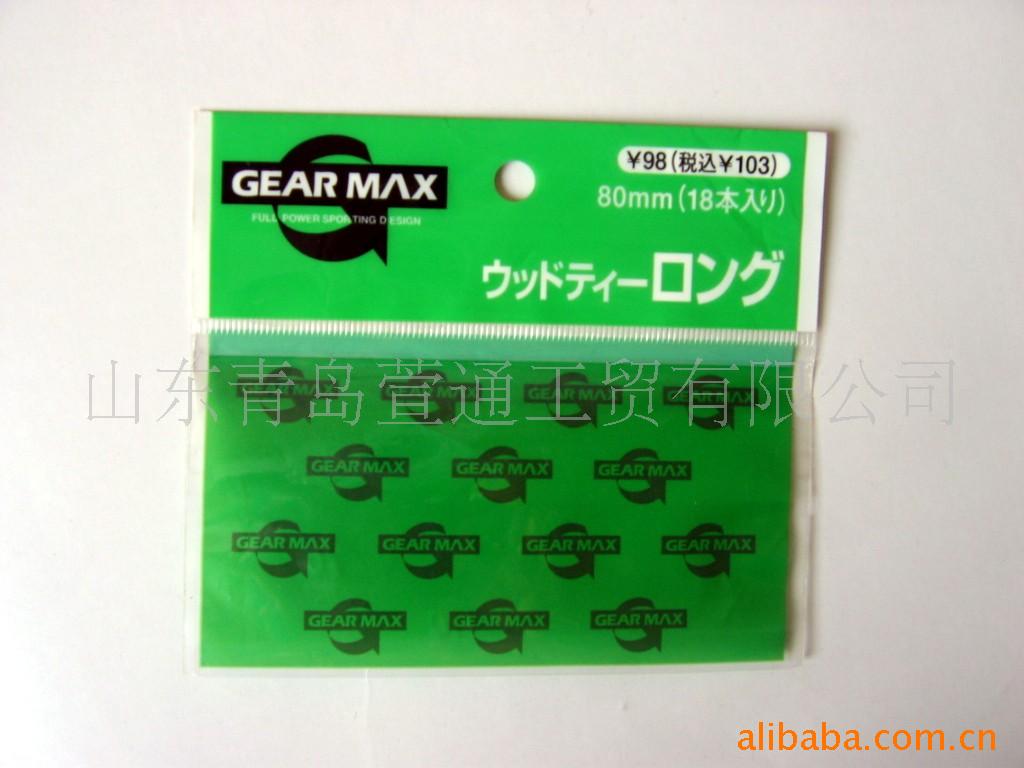 GEAR MAX
FULL POWER SPORTING DESIGN
¥98(税込¥103)
80mm(18本入り)
ウッドティーロング
山东青岛萱通工贸有限公司
GEAR MAX GEAR MAX GEAR MAX GEAR MAX
GEAR MAX GEAR MAX GEAR MAX
GEAR MAX GEAR MAX GEAR MAX GEAR MAX
GEAR MAX GEAR MAX GEAR MAX
alibaba.com.cn